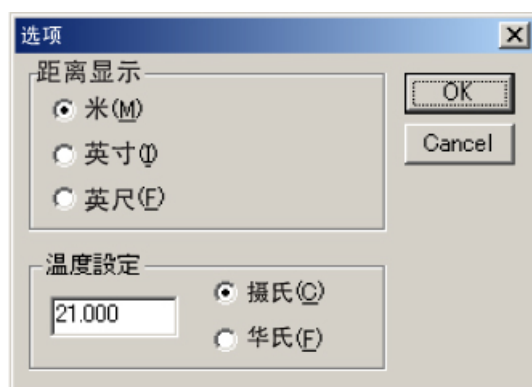 选项
距离显示
米(M)
英寸(I)
英尺(F)
OK
Cancel
温度設定
21.000
摄氏(C)
华氏(F)